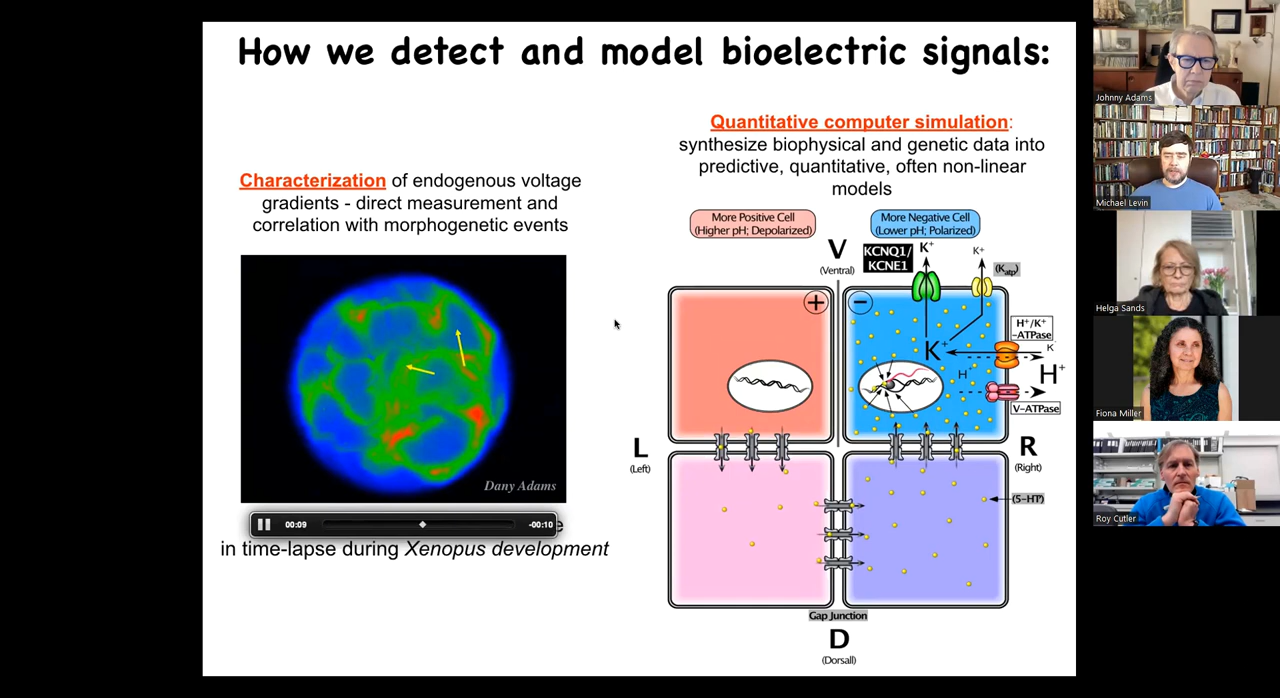 How we detect and model bioelectric signals:
Characterization of endogenous voltage
gradients - direct measurement and
correlation with morphogenetic events
Dany Adams
00:09
-00:10
e
in time-lapse during Xenopus development
Quantitative computer simulation:
synthesize biophysical and genetic data into
predictive, quantitative, often non-linear
models
More Positive Cell
(Higher pH; Depolarized)
More Negative Cell
(Lower pH; Polarized)
V
(Ventral)
KCNQ1/
KCNE1
K+
K+
(Katp)
+
−
H+/K+
-ATPase
K+
K
H+
H+
V-ATPase
L
(Left)
R
(Right)
(5-HT)
Gap Junction
D
(Dorsall)
Johnny Adams
Michael Levin
Helga Sands
Fiona Miller
Roy Cutler